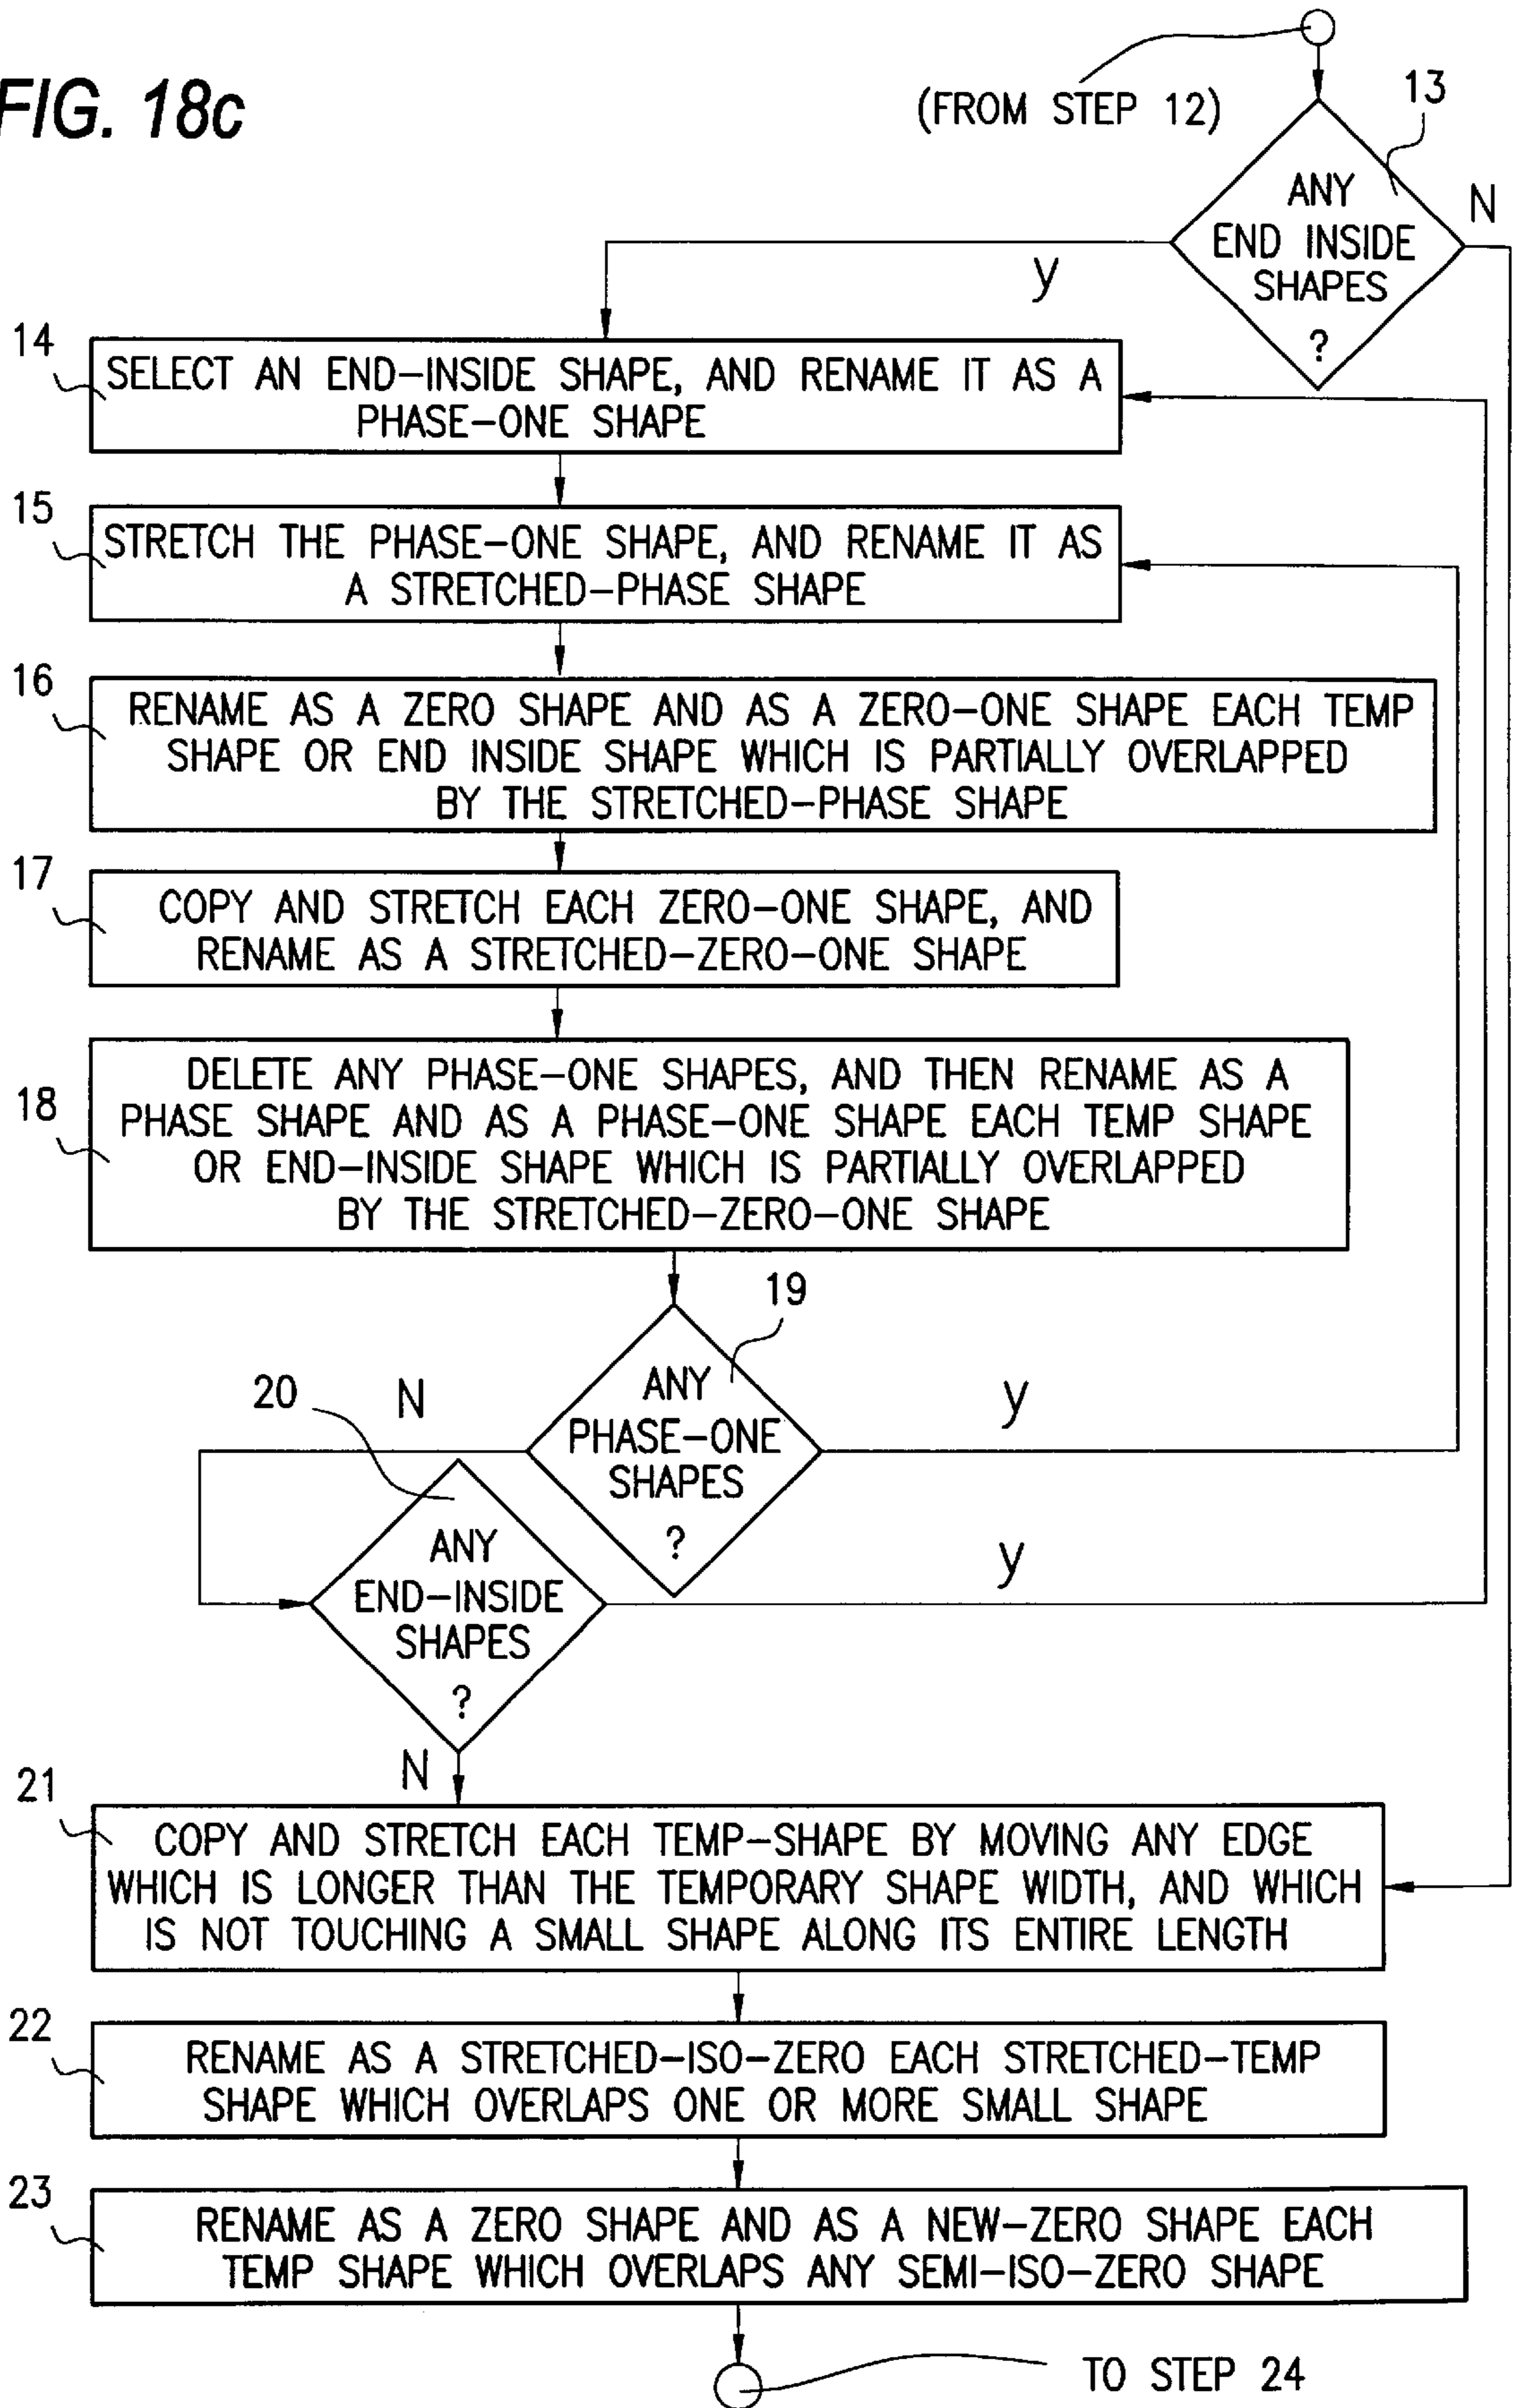 FIG. 18c
(FROM STEP 12)
13
ANY
END INSIDE
SHAPES
?
N
y
14
SELECT AN END-INSIDE SHAPE, AND RENAME IT AS A
PHASE-ONE SHAPE
15
STRETCH THE PHASE-ONE SHAPE, AND RENAME IT AS
A STRETCHED-PHASE SHAPE
16
RENAME AS A ZERO SHAPE AND AS A ZERO-ONE SHAPE EACH TEMP
SHAPE OR END INSIDE SHAPE WHICH IS PARTIALLY OVERLAPPED
BY THE STRETCHED-PHASE SHAPE
17
COPY AND STRETCH EACH ZERO-ONE SHAPE, AND
RENAME AS A STRETCHED-ZERO-ONE SHAPE
18
DELETE ANY PHASE-ONE SHAPES, AND THEN RENAME AS A
PHASE SHAPE AND AS A PHASE-ONE SHAPE EACH TEMP SHAPE
OR END-INSIDE SHAPE WHICH IS PARTIALLY OVERLAPPED
BY THE STRETCHED-ZERO-ONE SHAPE
19
ANY
PHASE-ONE
SHAPES
?
N
y
20
ANY
END-INSIDE
SHAPES
?
y
N
21
COPY AND STRETCH EACH TEMP-SHAPE BY MOVING ANY EDGE
WHICH IS LONGER THAN THE TEMPORARY SHAPE WIDTH, AND WHICH
IS NOT TOUCHING A SMALL SHAPE ALONG ITS ENTIRE LENGTH
22
RENAME AS A STRETCHED-ISO-ZERO EACH STRETCHED-TEMP
SHAPE WHICH OVERLAPS ONE OR MORE SMALL SHAPE
23
RENAME AS A ZERO SHAPE AND AS A NEW-ZERO SHAPE EACH
TEMP SHAPE WHICH OVERLAPS ANY SEMI-ISO-ZERO SHAPE
TO STEP 24